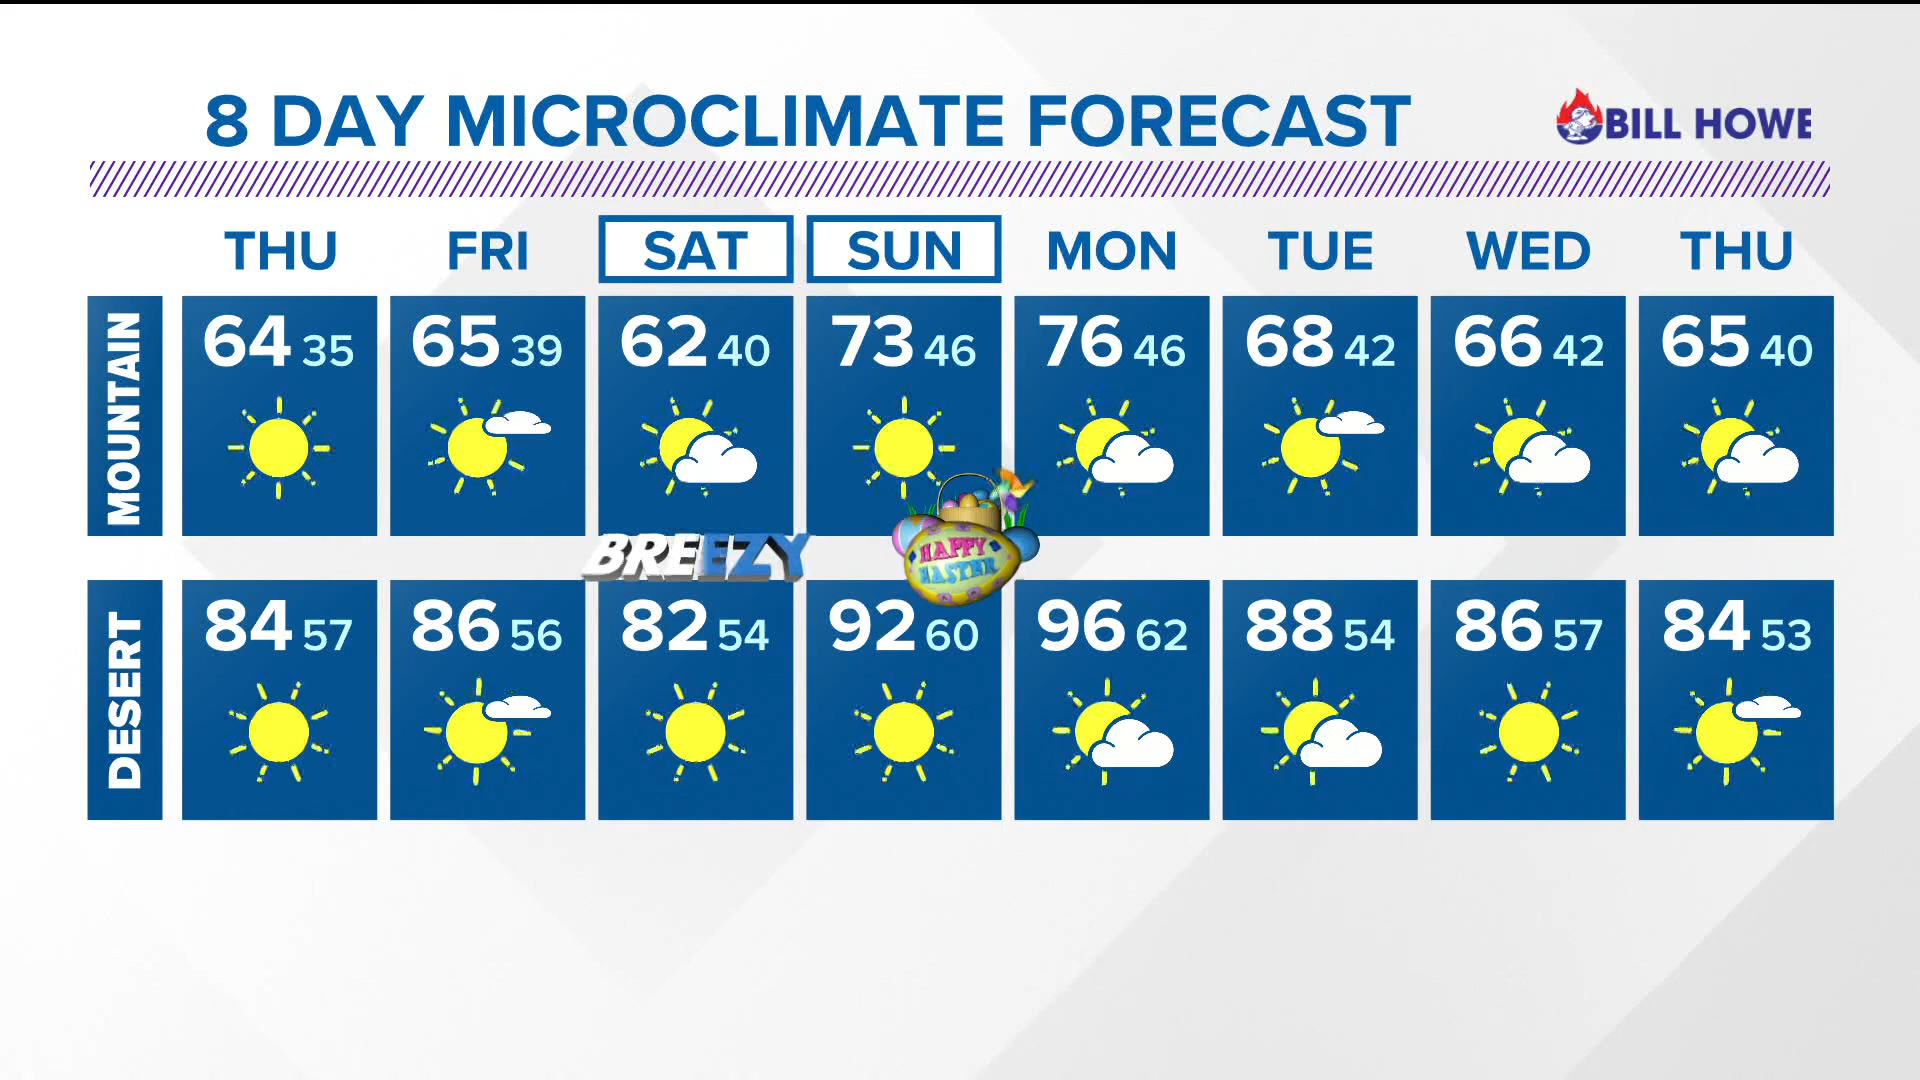 8 DAY MICROCLIMATE FORECAST
BILL HOWE
THU FRI SAT SUN MON TUE WED THU
MOUNTAIN
64 35 65 39 62 40 73 46 76 46 68 42 66 42 65 40
BREEZY
HAPPY
EASTER
DESERT
84 57 86 56 82 54 92 60 96 62 88 54 86 57 84 53